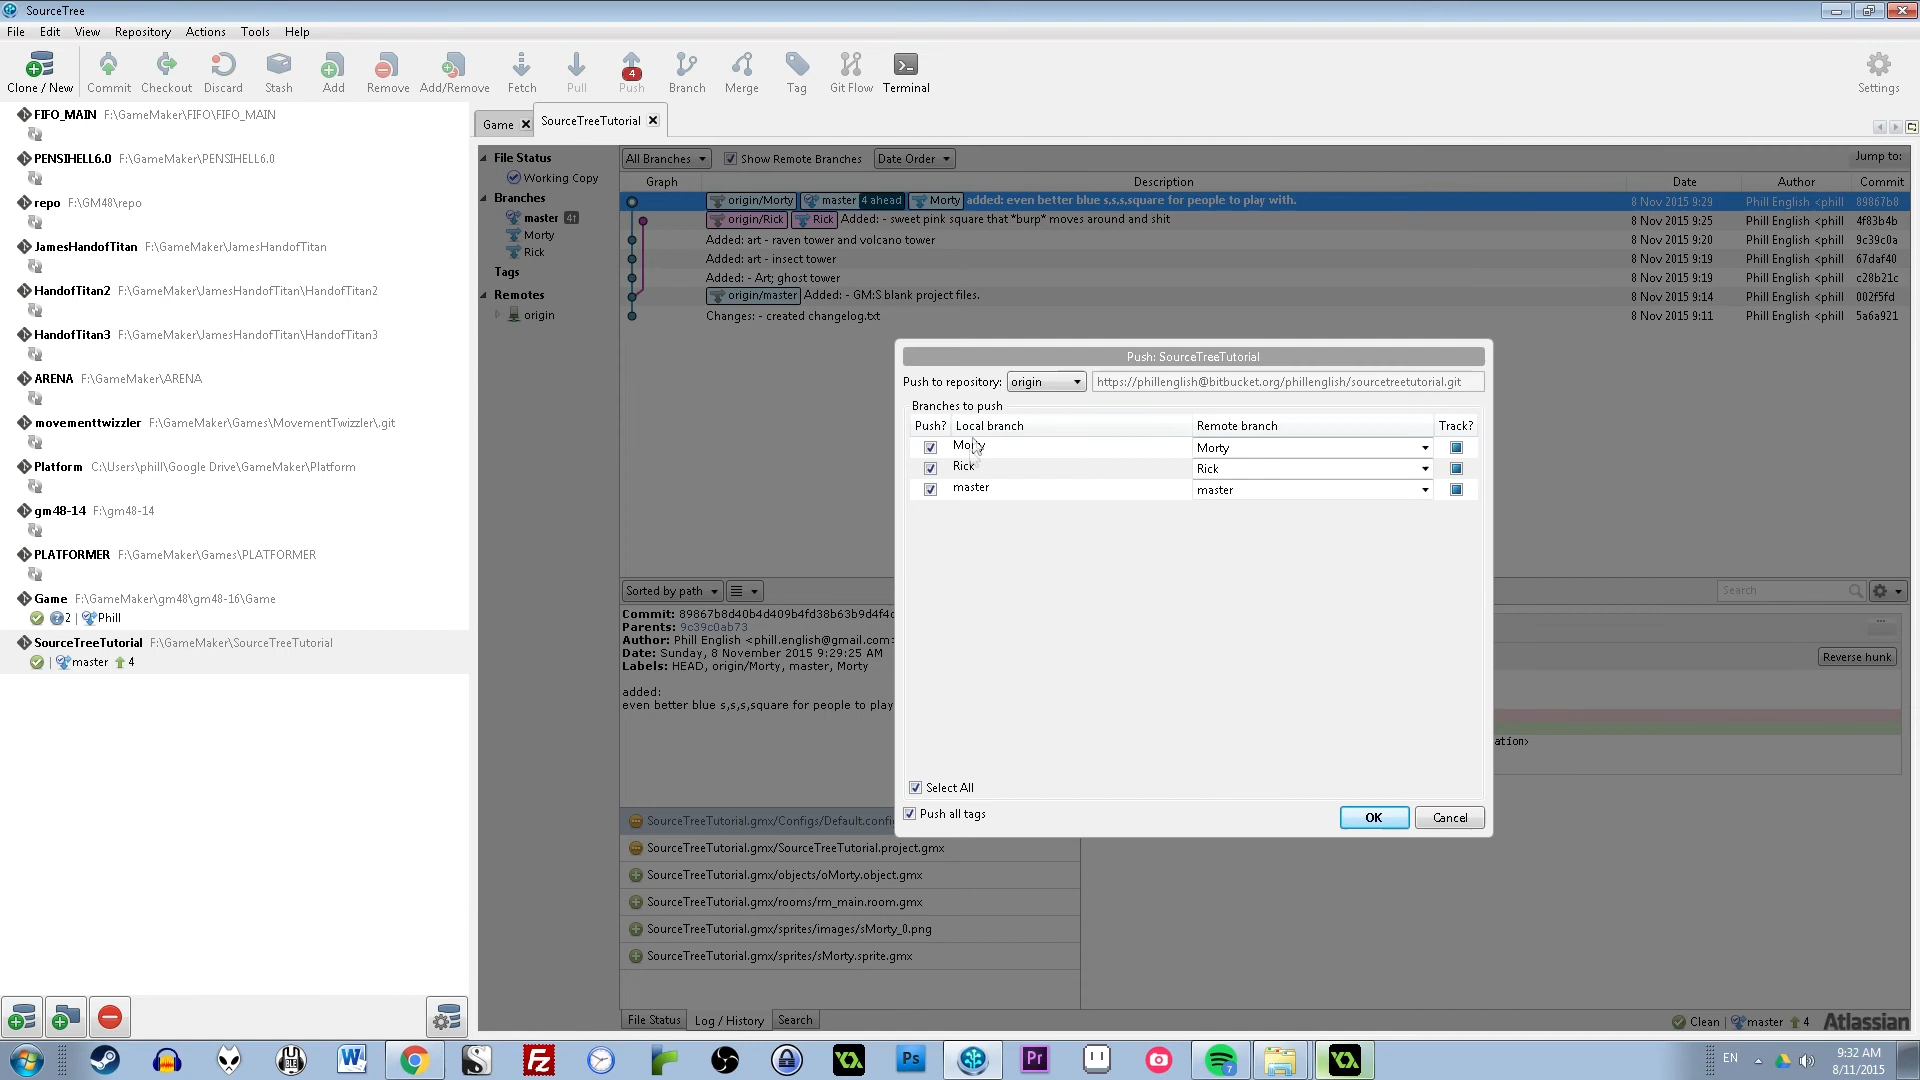 SourceTree
File Edit View Repository Actions Tools Help
Clone / New Commit Checkout Discard Stash Add Remove Add/Remove Fetch Pull 4 Push Branch Merge Tag Git Flow Terminal Settings
FIFO_MAIN F:\GameMaker\FIFO\FIFO_MAIN
PENSIHELL6.0 F:\GameMaker\PENSIHELL6.0
repo F:\GM48\repo
JamesHandofTitan F:\GameMaker\JamesHandofTitan
HandofTitan2 F:\GameMaker\JamesHandofTitan\HandofTitan2
HandofTitan3 F:\GameMaker\JamesHandofTitan\HandofTitan3
ARENA F:\GameMaker\ARENA
movementtwizzler F:\GameMaker\Games\MovementTwizzler\.git
Platform C:\Users\phill\Google Drive\GameMaker\Platform
gm48-14 F:\gm48-14
PLATFORMER F:\GameMaker\Games\PLATFORMER
Game F:\GameMaker\gm48\gm48-16\Game
2 | Phill
SourceTreeTutorial F:\GameMaker\SourceTreeTutorial
| master 4
Game SourceTreeTutorial
File Status
Working Copy
Branches
master 4↑
Morty
Rick
Tags
Remotes
origin
All Branches Show Remote Branches Date Order Jump to:
Graph Description Date Author Commit
origin/Morty master 4 ahead Morty added: even better blue s,s,s,square for people to play with. 8 Nov 2015 9:29 Phill English <phill 89867b8
origin/Rick Rick Added: - sweet pink square that *burp* moves around and shit 8 Nov 2015 9:25 Phill English <phill 4f83b4b
Added: art - raven tower and volcano tower 8 Nov 2015 9:20 Phill English <phill 9c39c0a
Added: art - insect tower 8 Nov 2015 9:19 Phill English <phill 67daf40
Added: - Art; ghost tower 8 Nov 2015 9:19 Phill English <phill c28b21c
origin/master Added: - GM:S blank project files. 8 Nov 2015 9:14 Phill English <phill 002f5fd
Changes: - created changelog.txt 8 Nov 2015 9:11 Phill English <phill 5a6a921
Push: SourceTreeTutorial
Push to repository: origin https://phillenglish@bitbucket.org/phillenglish/sourcetreetutorial.git
Branches to push
Push? Local branch Remote branch Track?
Morty Morty
Rick Rick
master master
Select All
Push all tags
OK Cancel
Sorted by path Search
Commit: 89867b8d40b4d409b4fd38b63b9d4f4c
Parents: 9c39c0ab73
Author: Phill English <phill.english@gmail.com>
Date: Sunday, 8 November 2015 9:29:25 AM
Labels: HEAD, origin/Morty, master, Morty
added:
even better blue s,s,s,square for people to play
Reverse hunk
ation>
SourceTreeTutorial.gmx/Configs/Default.confi
SourceTreeTutorial.gmx/SourceTreeTutorial.project.gmx
SourceTreeTutorial.gmx/objects/oMorty.object.gmx
SourceTreeTutorial.gmx/rooms/rm_main.room.gmx
SourceTreeTutorial.gmx/sprites/images/sMorty_0.png
SourceTreeTutorial.gmx/sprites/sMorty.sprite.gmx
File Status Log / History Search
Clean | master 4 Atlassian
Ps Pr 7 EN
9:32 AM
8/11/2015